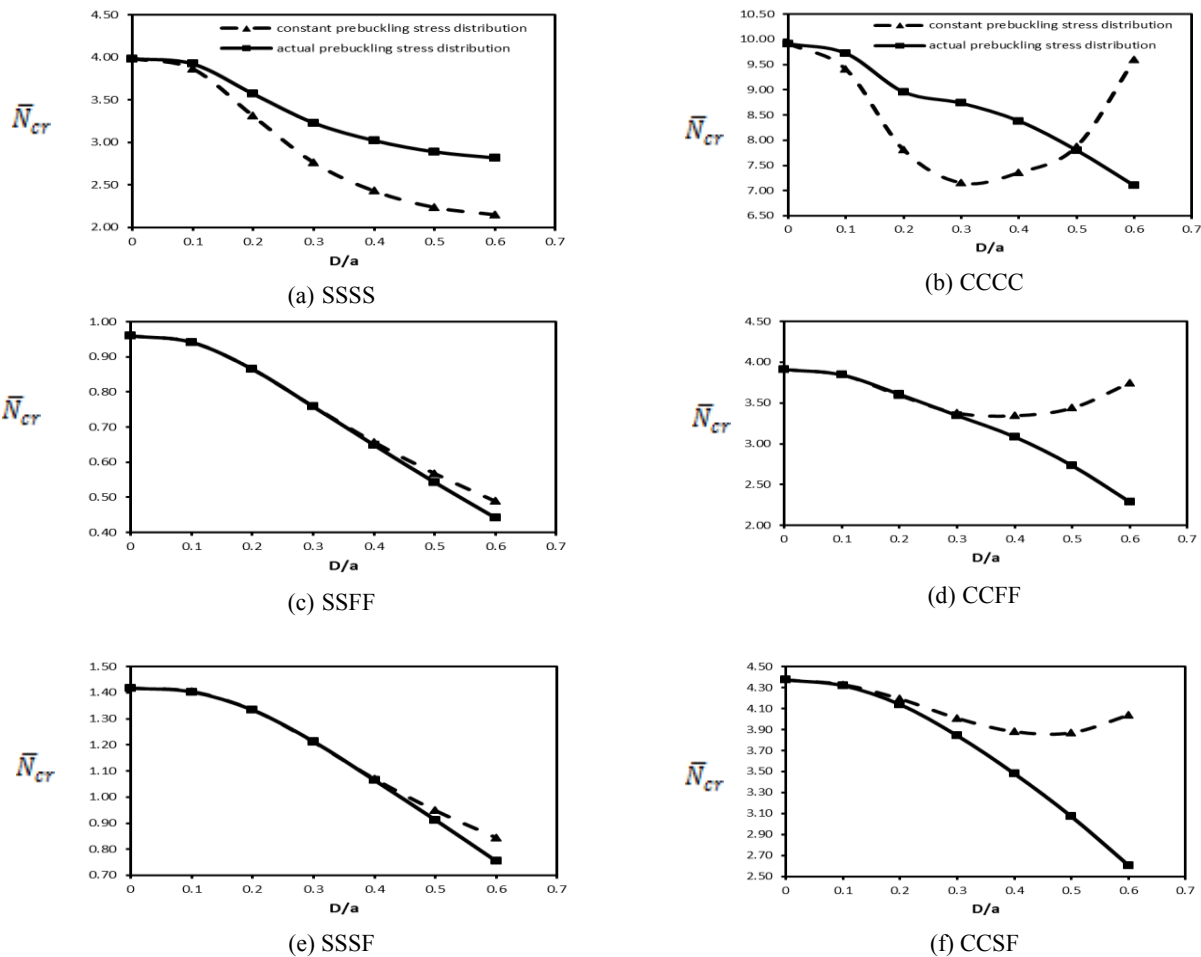 constant prebuckling stress distribution
actual prebuckling stress distribution
4.50
4.00
3.50
3.00
2.50
2.00
N̄cr
0 0.1 0.2 0.3 0.4 0.5 0.6 0.7
D/a
(a) SSSS
constant prebuckling stress distribution
actual prebuckling stress distribution
10.00
9.50
9.00
8.50
8.00
7.50
7.00
6.50
N̄cr
0 0.1 0.2 0.3 0.4 0.5 0.6 0.7
D/a
(b) CCCC
1.00
0.90
0.80
0.70
0.60
0.50
0.40
N̄cr
0 0.1 0.2 0.3 0.4 0.5 0.6 0.7
D/a
(c) SSFF
4.50
4.00
3.50
3.00
2.50
2.00
N̄cr
0 0.1 0.2 0.3 0.4 0.5 0.6 0.7
D/a
(d) CCFF
1.50
1.40
1.30
1.20
1.10
1.00
0.90
0.80
0.70
N̄cr
0 0.1 0.2 0.3 0.4 0.5 0.6 0.7
D/a
(e) SSSF
4.50
4.30
4.10
3.90
3.70
3.50
3.30
3.10
2.90
2.70
2.50
N̄cr
0 0.1 0.2 0.3 0.4 0.5 0.6 0.7
D/a
(f) CCSF